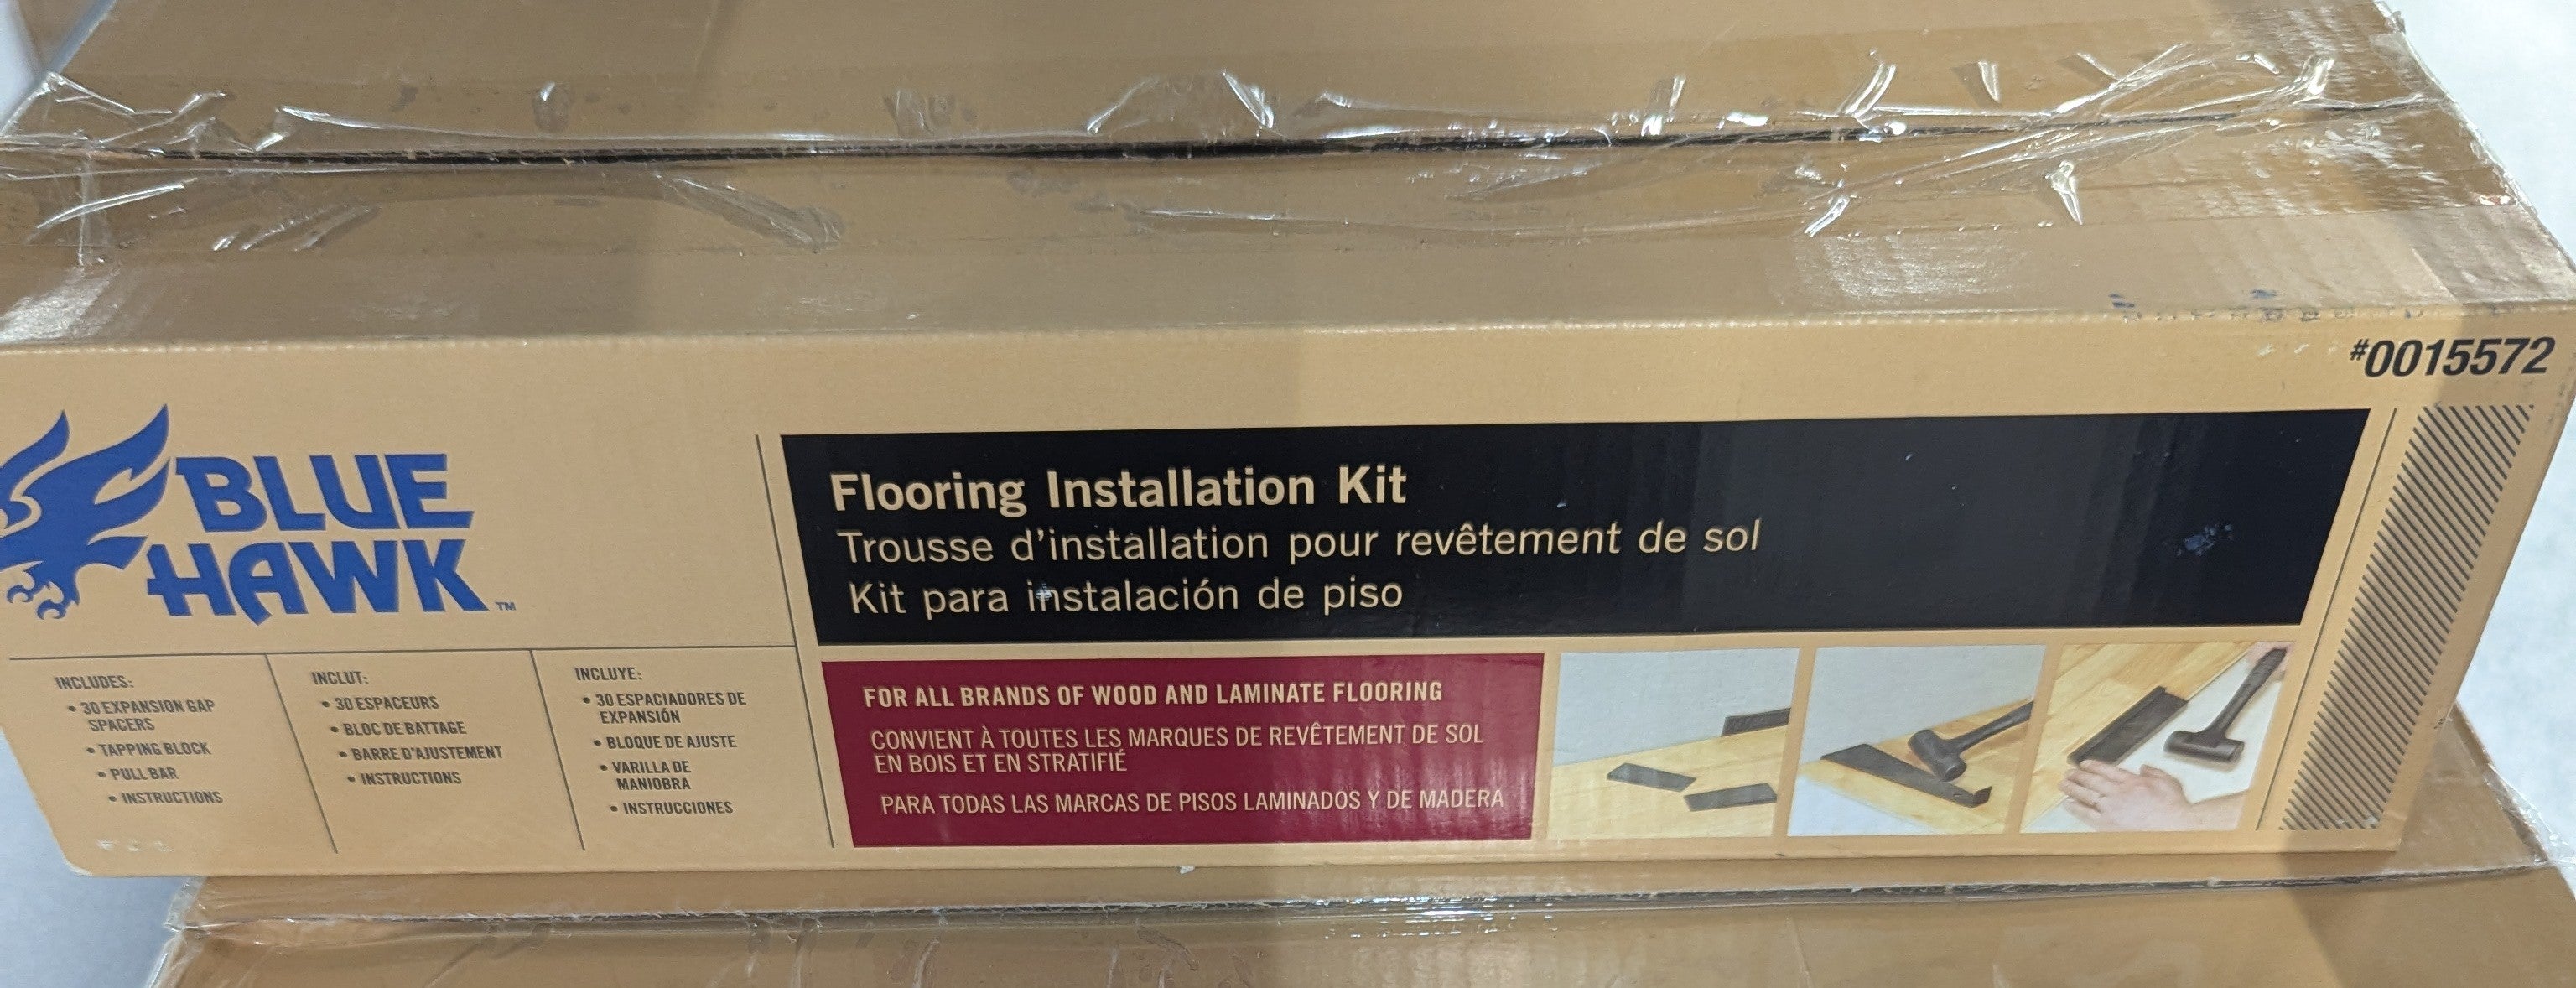 #0015572
BLUE
HAWK™
Flooring Installation Kit
Trousse d'installation pour revêtement de sol
Kit para instalación de piso
INCLUDES:
• 30 EXPANSION GAP
SPACERS
• TAPPING BLOCK
• PULL BAR
• INSTRUCTIONS
INCLUT:
• 30 ESPACEURS
• BLOC DE BATTAGE
• BARRE D'AJUSTEMENT
• INSTRUCTIONS
INCLUYE:
• 30 ESPACIADORES DE
EXPANSIÓN
• BLOQUE DE AJUSTE
• VARILLA DE
MANIOBRA
• INSTRUCCIONES
FOR ALL BRANDS OF WOOD AND LAMINATE FLOORING
CONVIENT À TOUTES LES MARQUES DE REVÊTEMENT DE SOL
EN BOIS ET EN STRATIFIÉ
PARA TODAS LAS MARCAS DE PISOS LAMINADOS Y DE MADERA